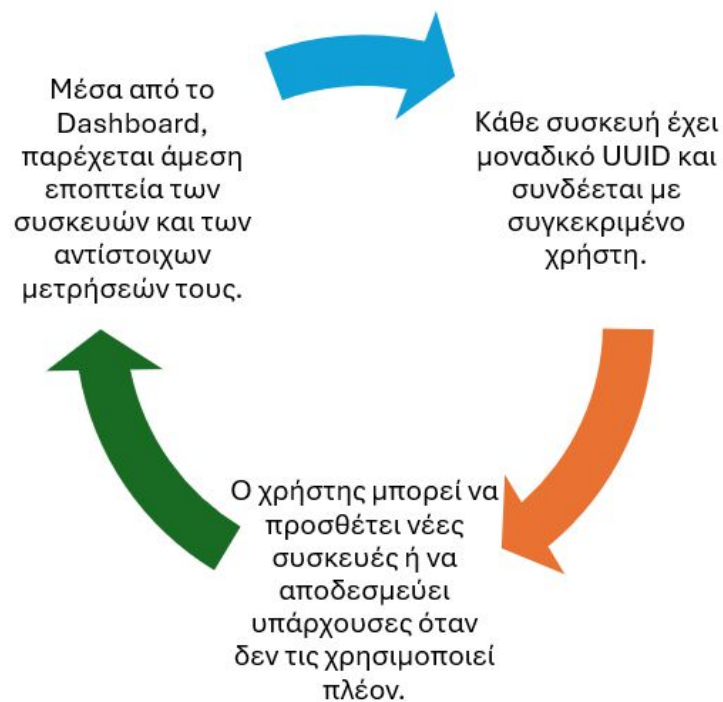 Μέσα από το
Dashboard,
παρέχεται άμεση
εποπτεία των
συσκευών και των
αντίστοιχων
μετρήσεών τους.
Κάθε συσκευή έχει
μοναδικό UUID και
συνδέεται με
συγκεκριμένο
χρήστη.
Ο χρήστης μπορεί να
προσθέτει νέες
συσκευές ή να
αποδεσμεύει
υπάρχουσες όταν
δεν τις χρησιμοποιεί
πλέον.